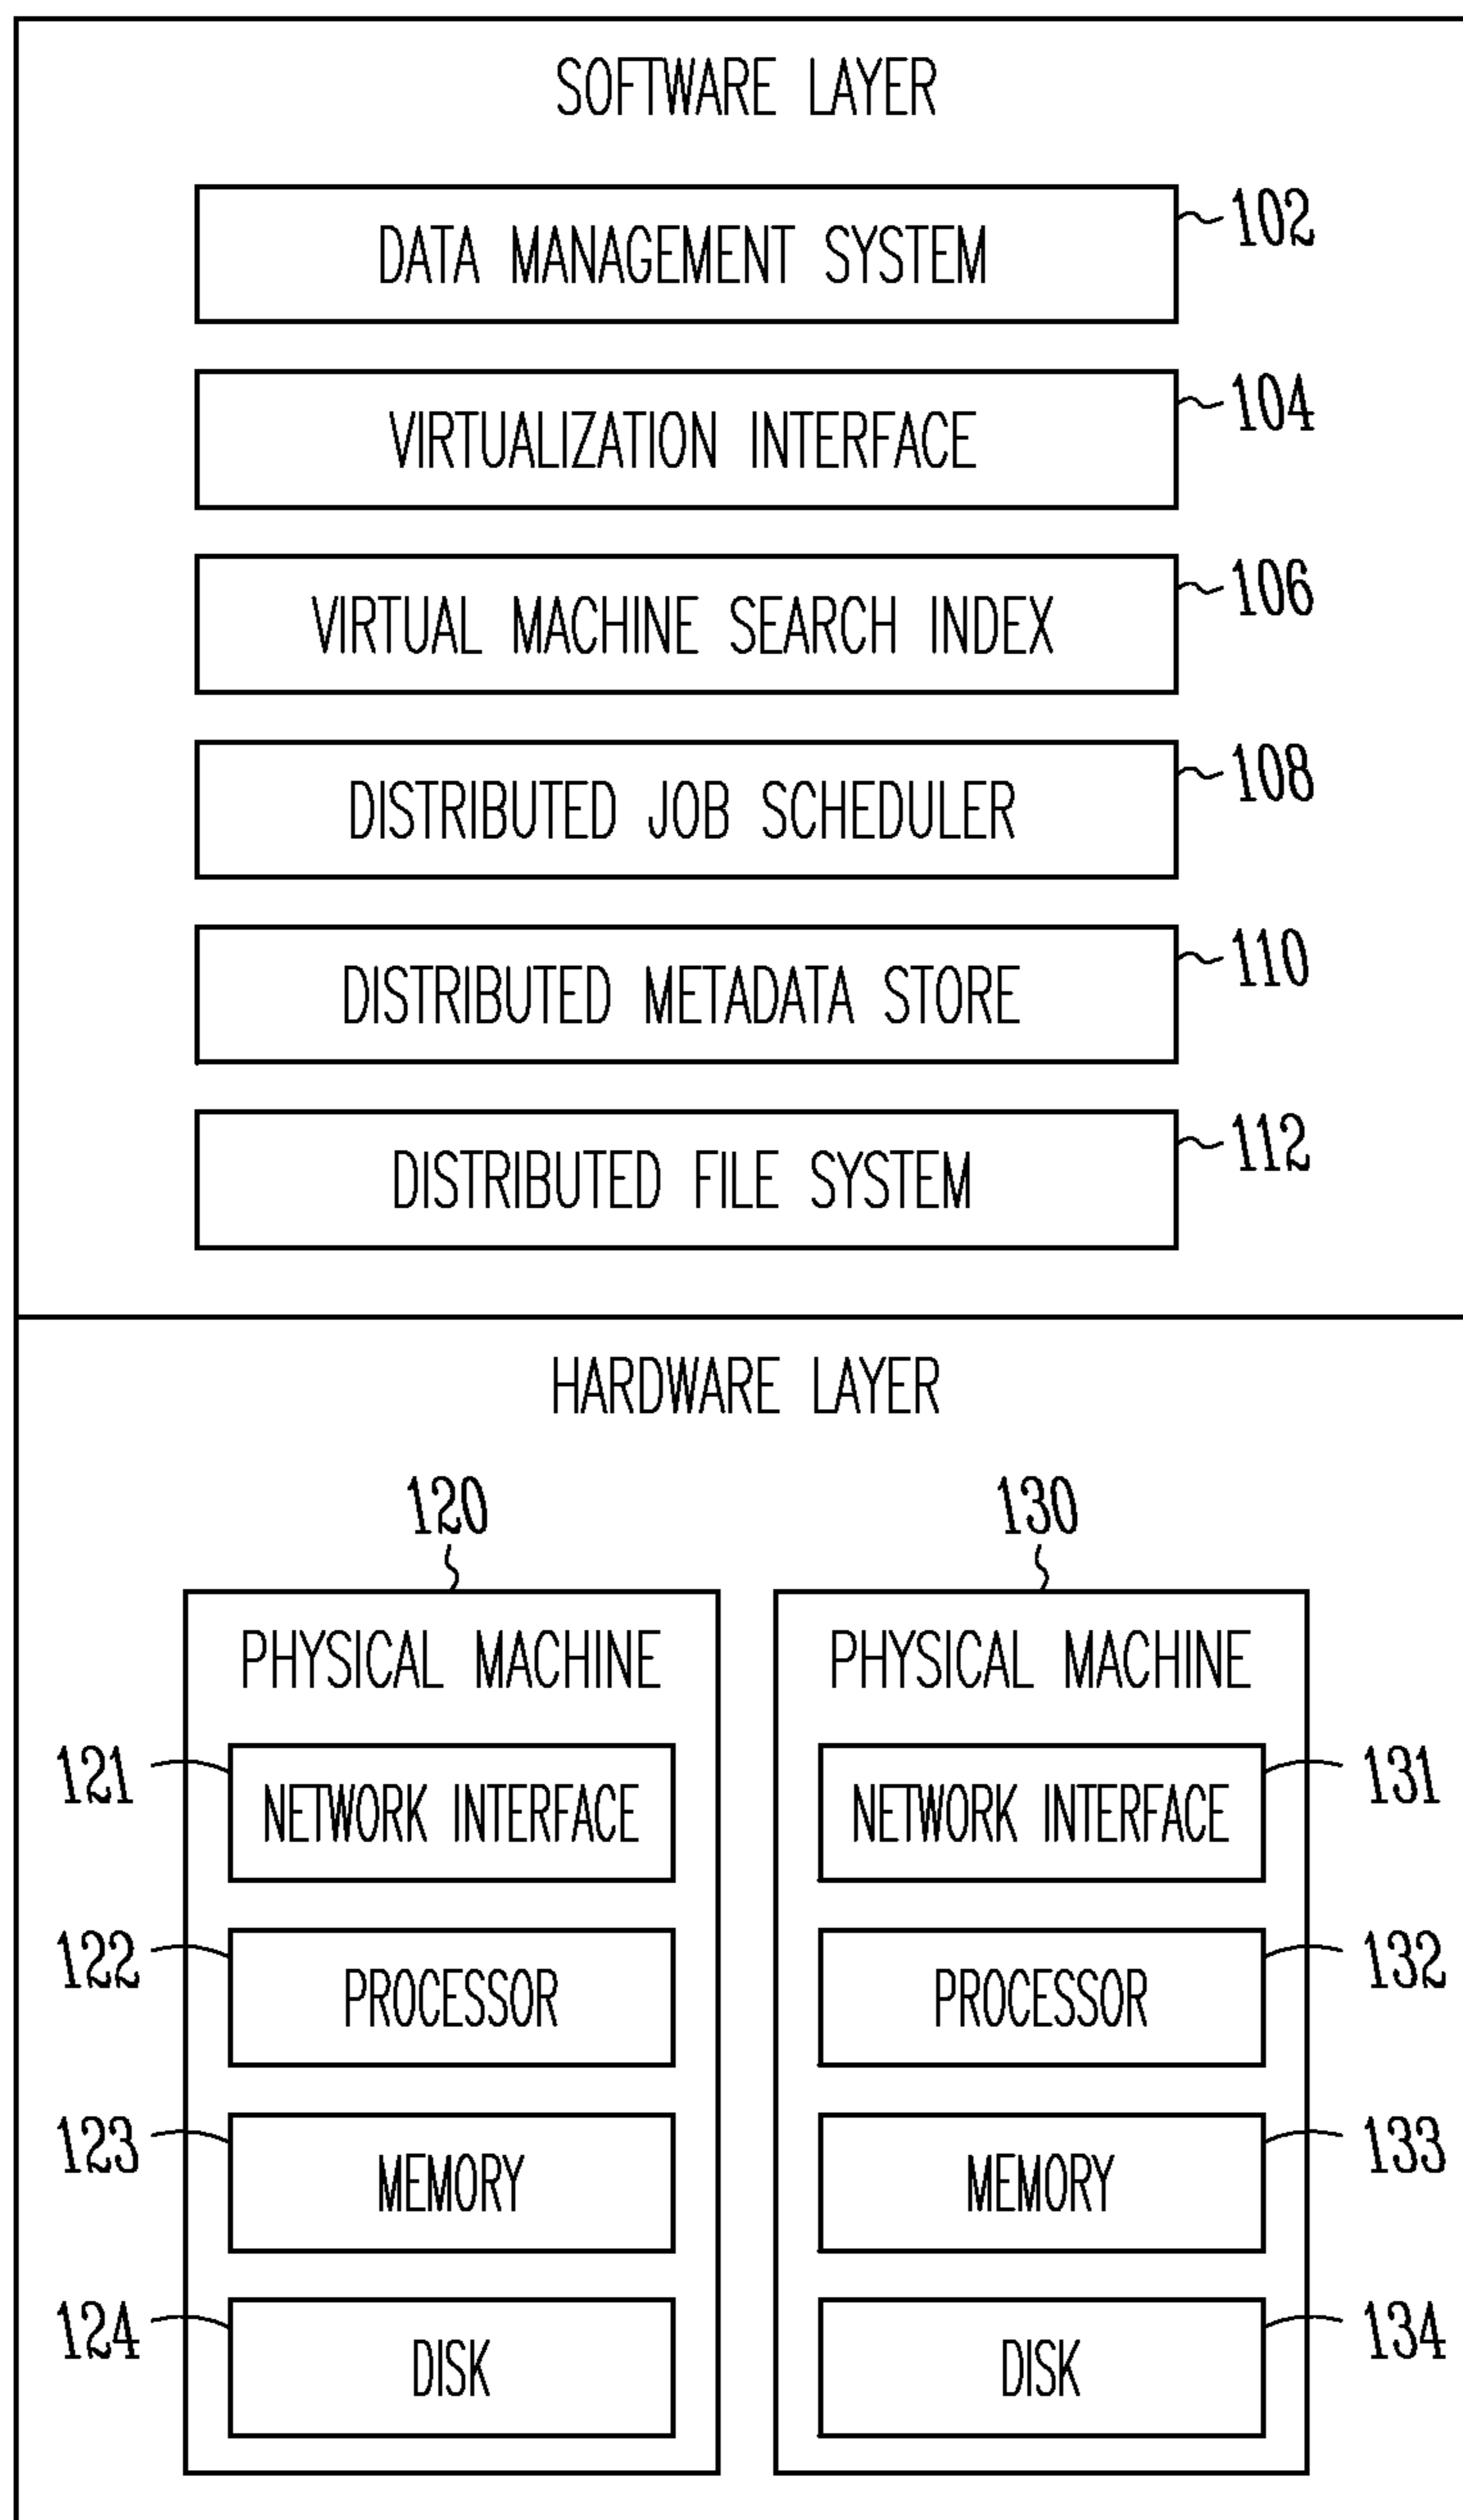 SOFTWARE LAYER
DATA MANAGEMENT SYSTEM 102
VIRTUALIZATION INTERFACE 104
VIRTUAL MACHINE SEARCH INDEX 106
DISTRIBUTED JOB SCHEDULER 108
DISTRIBUTED METADATA STORE 110
DISTRIBUTED FILE SYSTEM 112
HARDWARE LAYER
120 130
PHYSICAL MACHINE PHYSICAL MACHINE
121 NETWORK INTERFACE NETWORK INTERFACE 131
122 PROCESSOR PROCESSOR 132
123 MEMORY MEMORY 133
124 DISK DISK 134